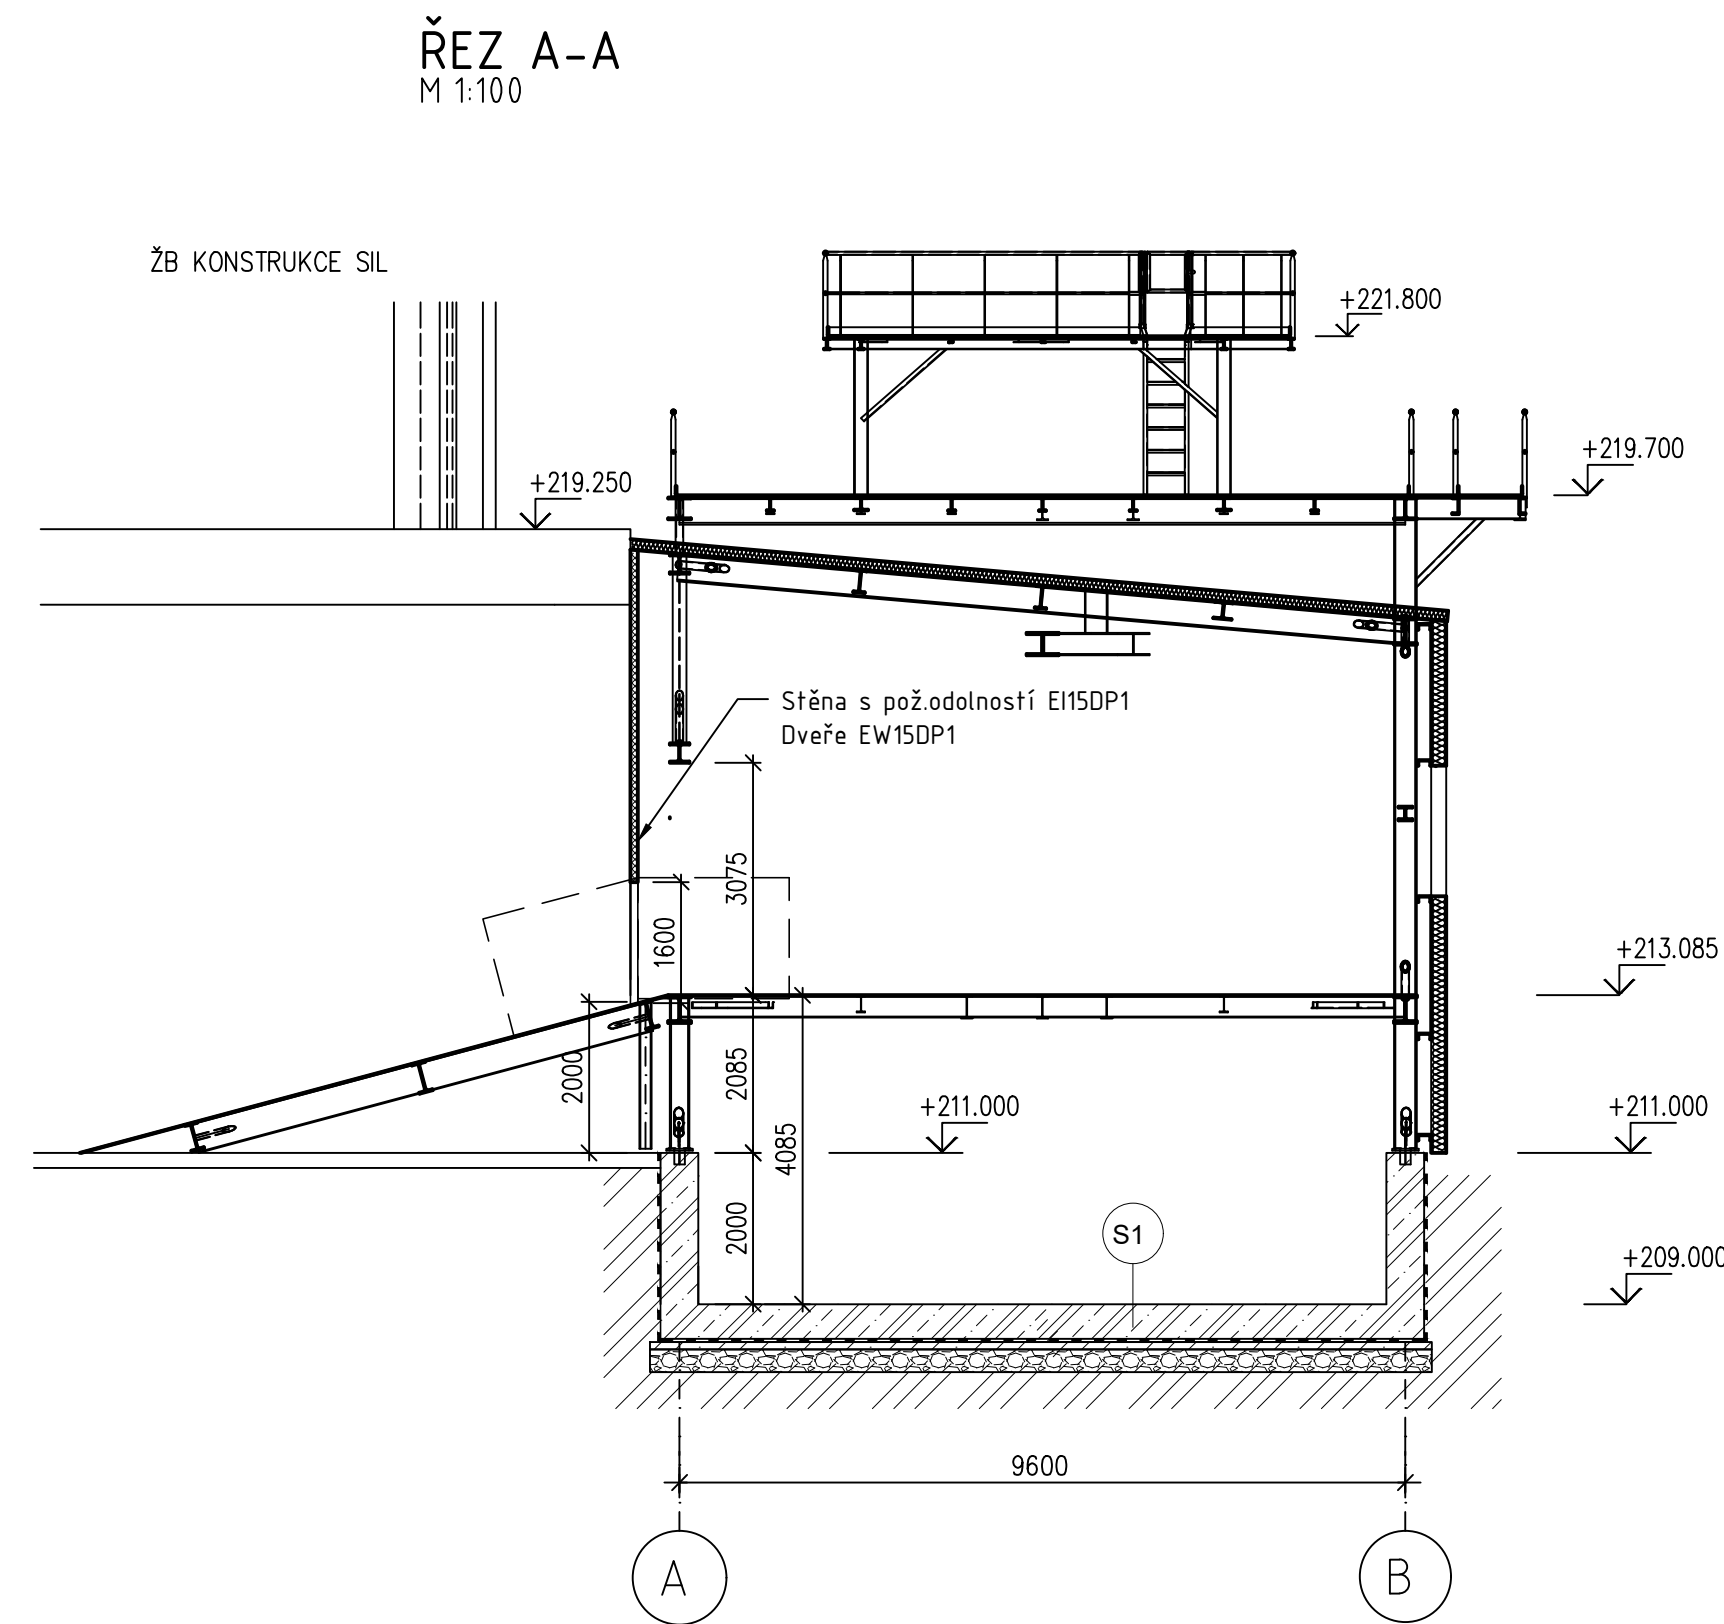 ŘEZ A-A
M 1:100
ŽB KONSTRUKCE SIL
+221.800
+219.700
+219.250
Stěna s pož.odolností EI15DP1
Dveře EW15DP1
3075
1600
+213.085
2000
2085
4085
+211.000
+211.000
2000
S1
+209.000
9600
A
B